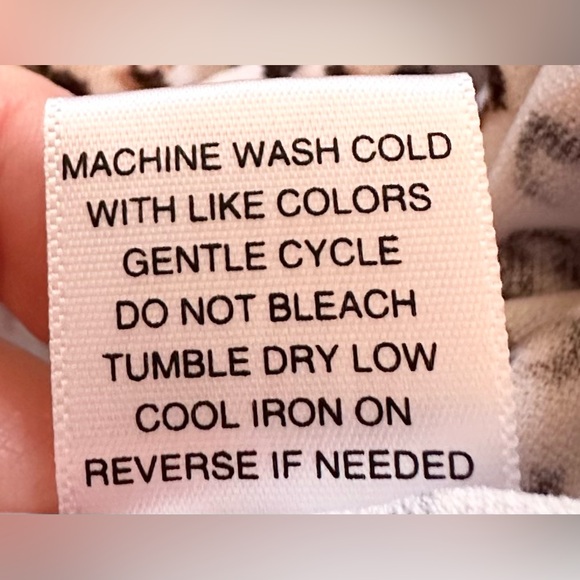 MACHINE WASH COLD
WITH LIKE COLORS
GENTLE CYCLE
DO NOT BLEACH
TUMBLE DRY LOW
COOL IRON ON
REVERSE IF NEEDED